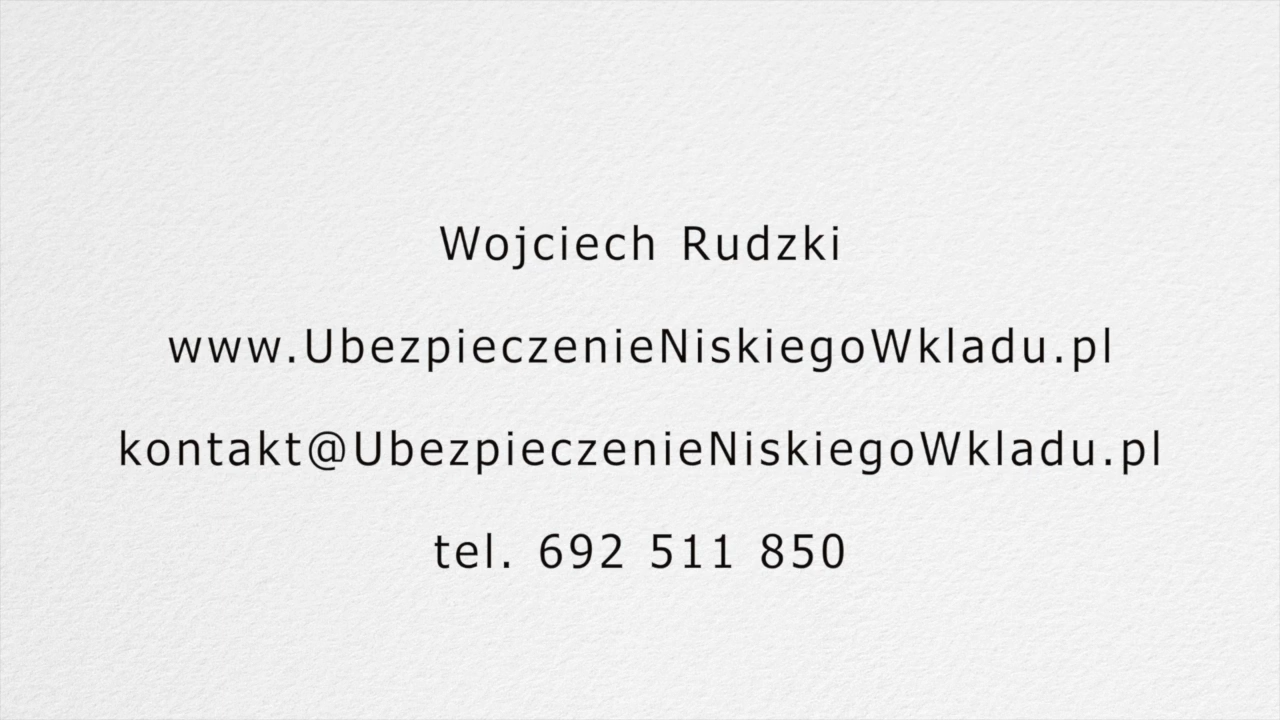 Wojciech Rudzki
www.UbezpieczenieNiskiegoWkladu.pl
kontakt@UbezpieczenieNiskiegoWkladu.pl
tel. 692 511 850